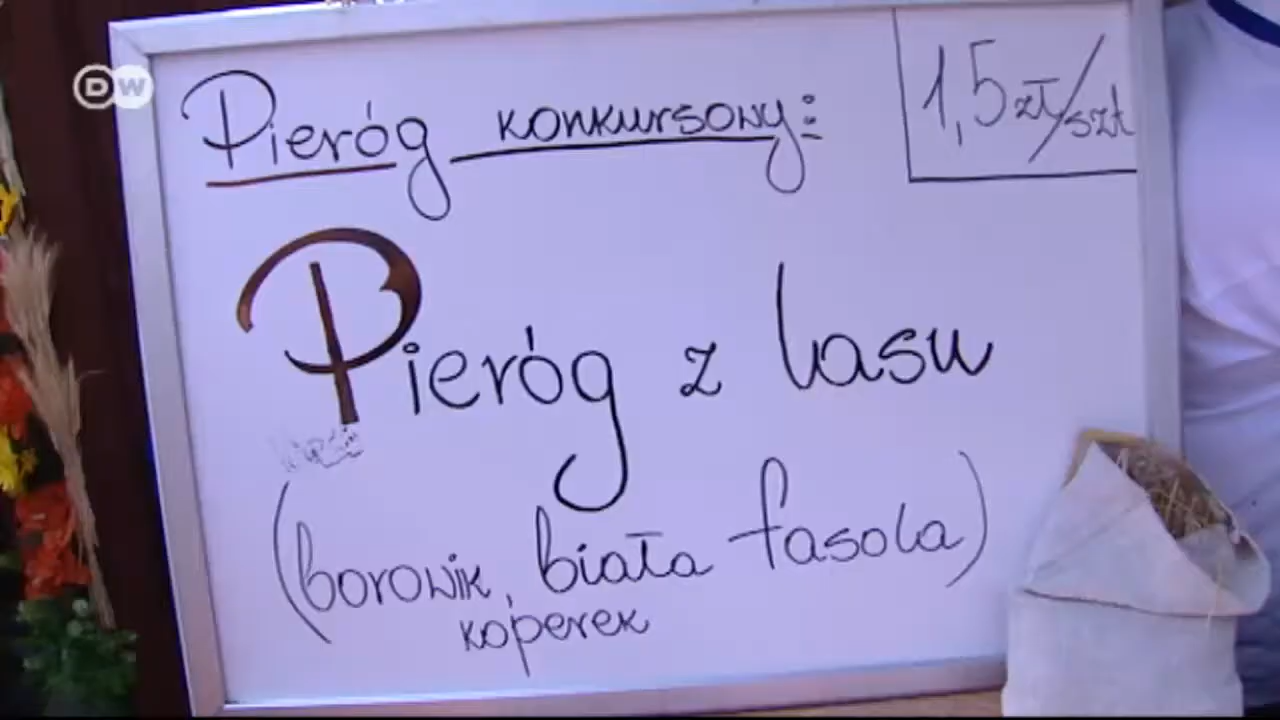 DW
Pieróg konkursowy:
1,5 zł/szt
Pieróg z lasu
(borowik, biała fasola)
koperek